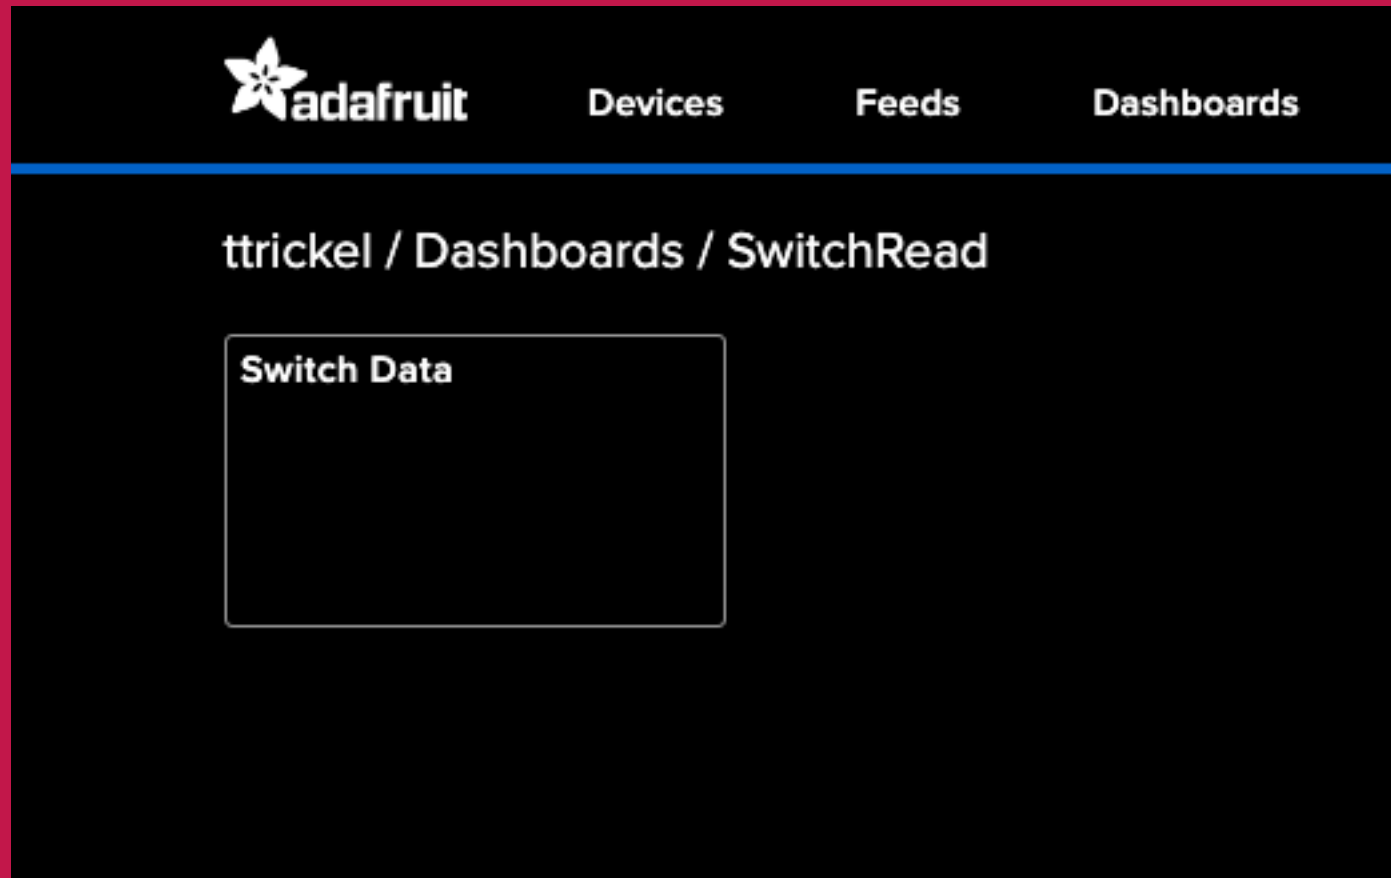 adafruit Devices Feeds Dashboards
ttrickel / Dashboards / SwitchRead
Switch Data